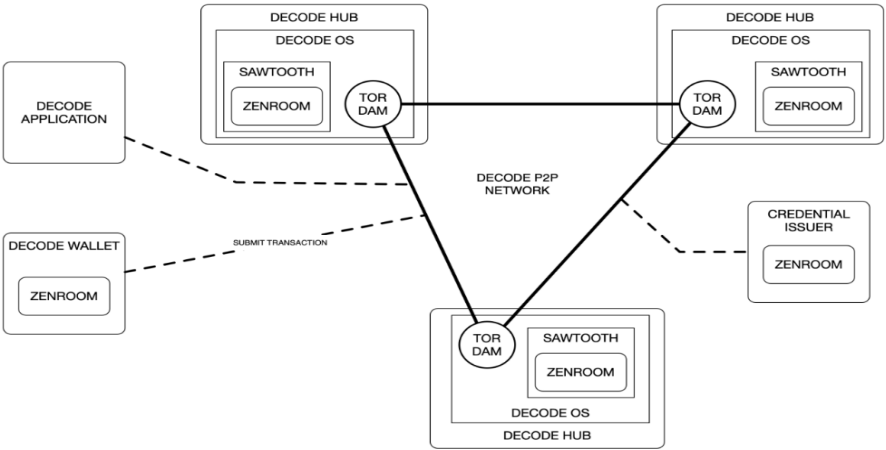 DECODE HUB
DECODE OS
SAWTOOTH
ZENROOM
TOR
DAM
DECODE HUB
DECODE OS
TOR
DAM
SAWTOOTH
ZENROOM
DECODE
APPLICATION
DECODE P2P
NETWORK
DECODE WALLET
ZENROOM
SUBMIT TRANSACTION
CREDENTIAL
ISSUER
ZENROOM
TOR
DAM
SAWTOOTH
ZENROOM
DECODE OS
DECODE HUB